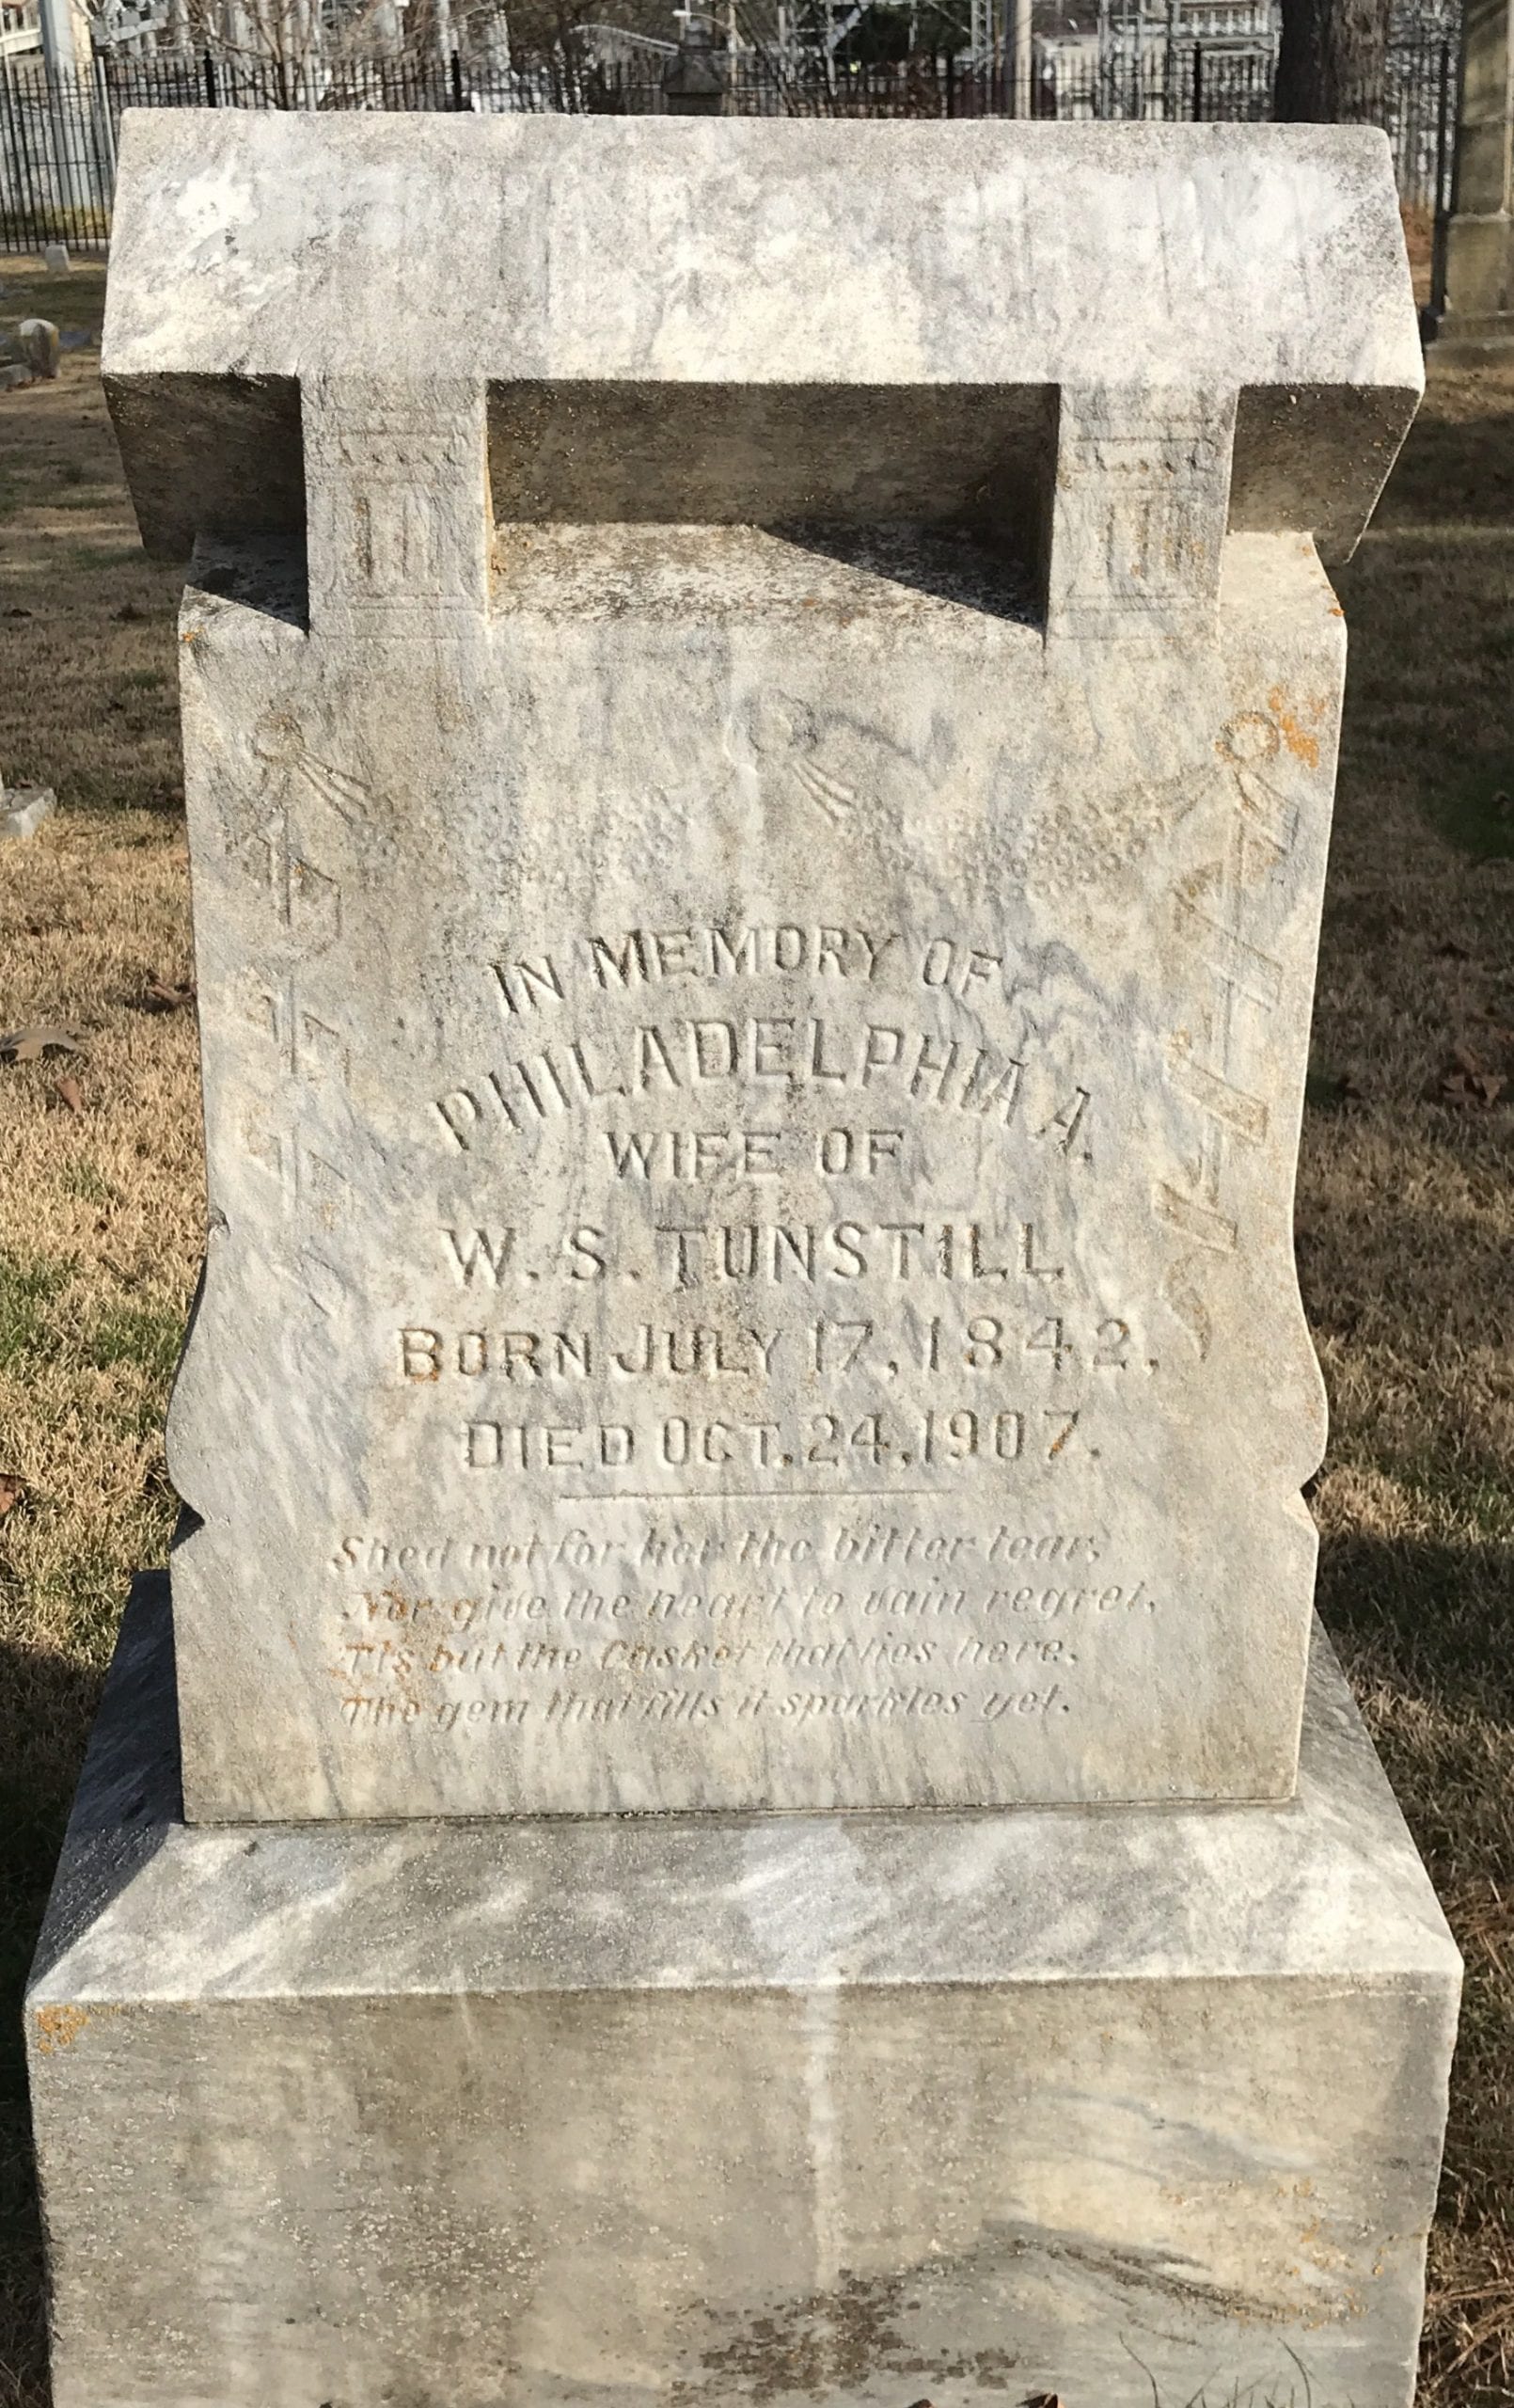 IN MEMORY OF
PHILADELPHIA A.
WIFE OF
W. S. TUNSTILL
BORN JULY 17, 1842.
DIED OCT. 24, 1907.
Shed not for her the bitter tear,
Nor give the heart to vain regret,
Tis but the Casket that lies here,
The gem that fills it sparkles yet.